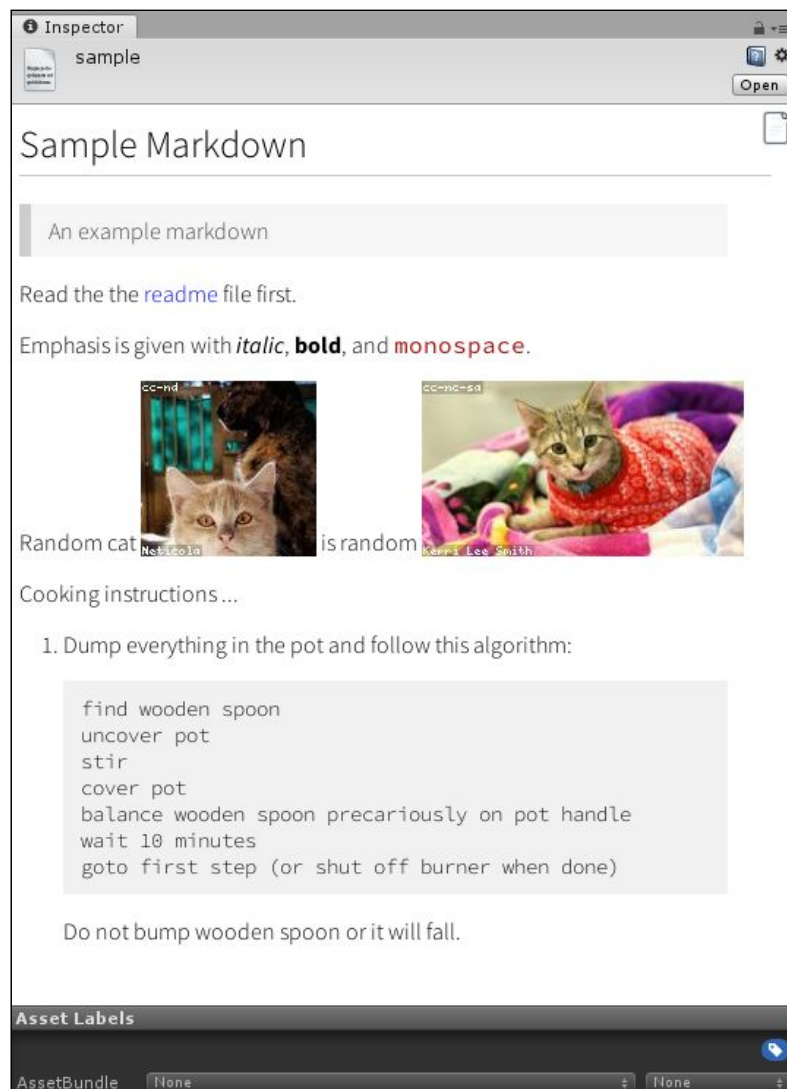 Inspector
sample
Open
Sample Markdown
An example markdown
Read the the readme file first.
Emphasis is given with italic, bold, and monospace.
cc-nd
cc-nc-sa
Random cat
Neticola
is random
Kerri Lee Smith
Cooking instructions ...
1. Dump everything in the pot and follow this algorithm:
find wooden spoon
uncover pot
stir
cover pot
balance wooden spoon precariously on pot handle
wait 10 minutes
goto first step (or shut off burner when done)
Do not bump wooden spoon or it will fall.
Asset Labels
AssetBundle
None
None